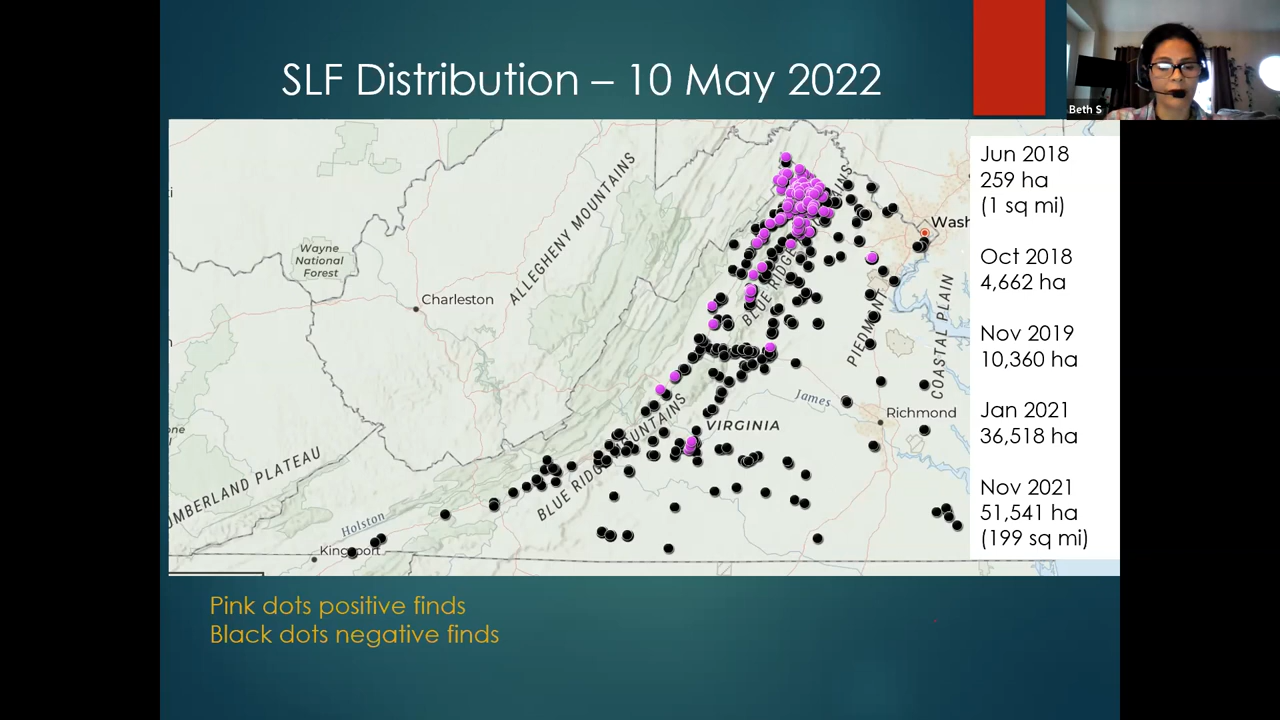 SLF Distribution – 10 May 2022
Beth S
Jun 2018
259 ha
(1 sq mi)
Oct 2018
4,662 ha
Nov 2019
10,360 ha
Jan 2021
36,518 ha
Nov 2021
51,541 ha
(199 sq mi)
ALLEGHENY MOUNTAINS
Wayne
National
Forest
Charleston
Wash
BLUE RIDGE
AINS
PIEDMONT
COASTAL PLAIN
James
Richmond
VIRGINIA
BLUE RIDGE MOUNTAINS
UMBERLAND PLATEAU
Holston
Kingsport
Pink dots positive finds
Black dots negative finds